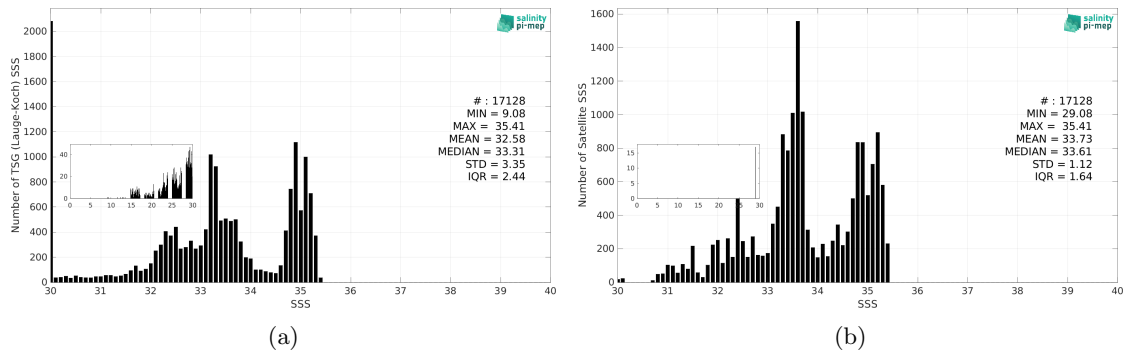 salinity
pi-mep
2000
1800
1600
1400
1200
1000
800
600
400
200
0
Number of TSG (Lauge-Koch) SSS
# : 17128
MIN = 9.08
MAX = 35.41
MEAN = 32.58
MEDIAN = 33.31
STD = 3.35
IQR = 2.44
40
20
0
0 5 10 15 20 25 30
30 31 32 33 34 35 36 37 38 39 40
SSS
(a)
salinity
pi-mep
1600
1400
1200
1000
800
600
400
200
0
Number of Satellite SSS
# : 17128
MIN = 29.08
MAX = 35.41
MEAN = 33.73
MEDIAN = 33.61
STD = 1.12
IQR = 1.64
15
10
5
0
0 5 10 15 20 25 30
30 31 32 33 34 35 36 37 38 39 40
SSS
(b)